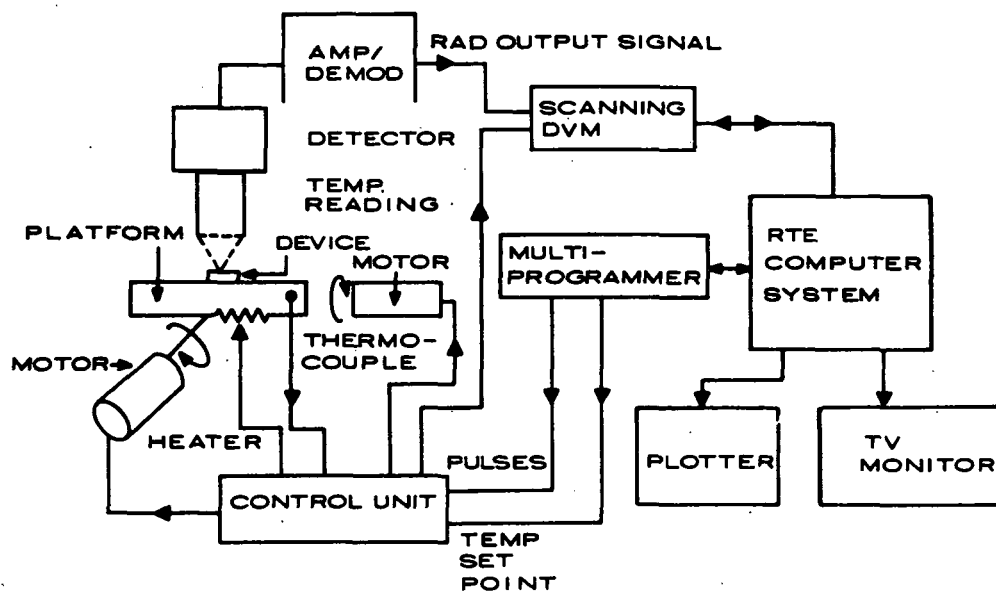 AMP/
DEMOD
RAD OUTPUT SIGNAL
SCANNING
DVM
DETECTOR
TEMP.
READING
PLATFORM
DEVICE
MOTOR
MULTI-
PROGRAMMER
RTE
COMPUTER
SYSTEM
THERMO-
COUPLE
MOTOR
HEATER
PULSES
PLOTTER
TV
MONITOR
CONTROL UNIT
TEMP
SET
POINT